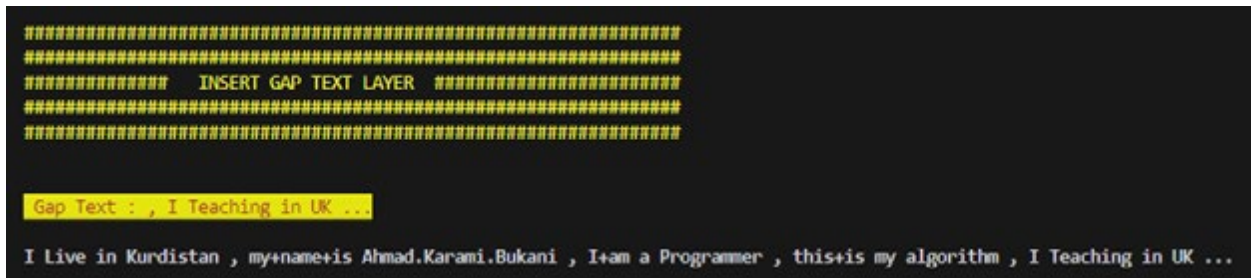 ################################################################
################################################################
############## INSERT GAP TEXT LAYER ########################
################################################################
################################################################
Gap Text : , I Teaching in UK ...
I Live in Kurdistan , my+name+is Ahmad.Karami.Bukani , I+am a Programmer , this+is my algorithm , I Teaching in UK ...